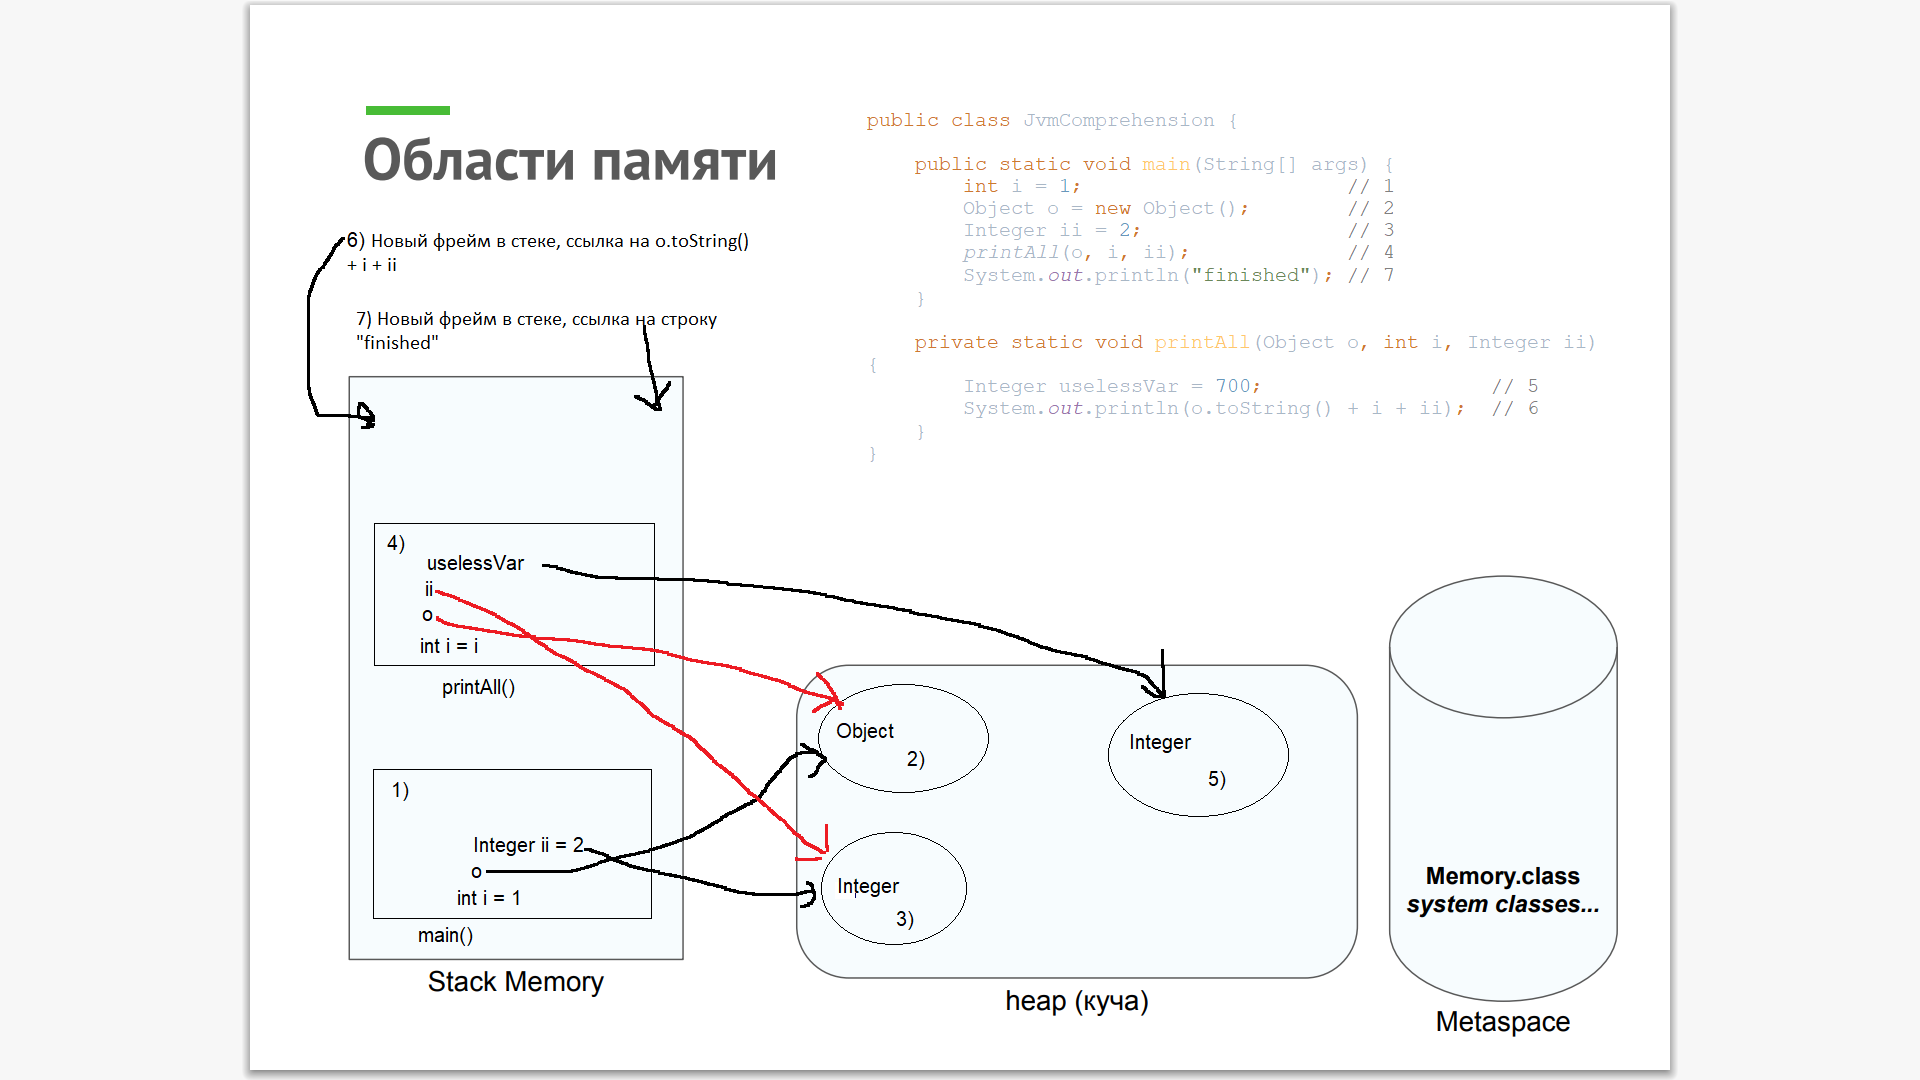 Области памяти
6) Новый фрейм в стеке, ссылка на o.toString()
+ i + ii
7) Новый фрейм в стеке, ссылка на строку
"finished"
public class JvmComprehension {
public static void main(String[] args) {
int i = 1; // 1
Object o = new Object(); // 2
Integer ii = 2; // 3
printAll(o, i, ii); // 4
System.out.println("finished"); // 7
}
private static void printAll(Object o, int i, Integer ii)
{
Integer uselessVar = 700; // 5
System.out.println(o.toString() + i + ii); // 6
}
}
4)
uselessVar
ii
o
int i = i
printAll()
1)
Integer ii = 2
o
int i = 1
main()
Stack Memory
Object
2)
Integer
5)
Integer
3)
heap (куча)
Memory.class
system classes...
Metaspace